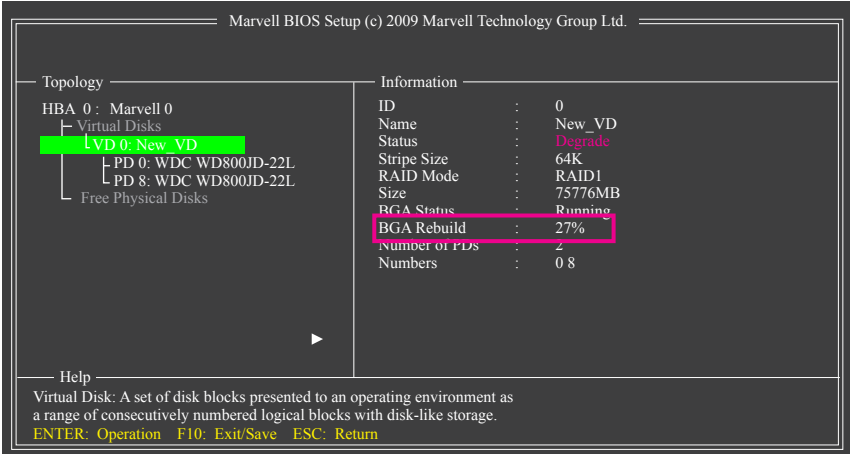 Marvell BIOS Setup (c) 2009 Marvell Technology Group Ltd.
Topology
HBA 0 : Marvell 0
Virtual Disks
VD 0: New_VD
PD 0: WDC WD800JD-22L
PD 8: WDC WD800JD-22L
Free Physical Disks
Information
ID : 0
Name : New_VD
Status : Degrade
Stripe Size : 64K
RAID Mode : RAID1
Size : 75776MB
BGA Status : Running
BGA Rebuild : 27%
Number of PDs : 2
Numbers : 0 8
Help
Virtual Disk: A set of disk blocks presented to an operating environment as
a range of consecutively numbered logical blocks with disk-like storage.
ENTER: Operation F10: Exit/Save ESC: Return